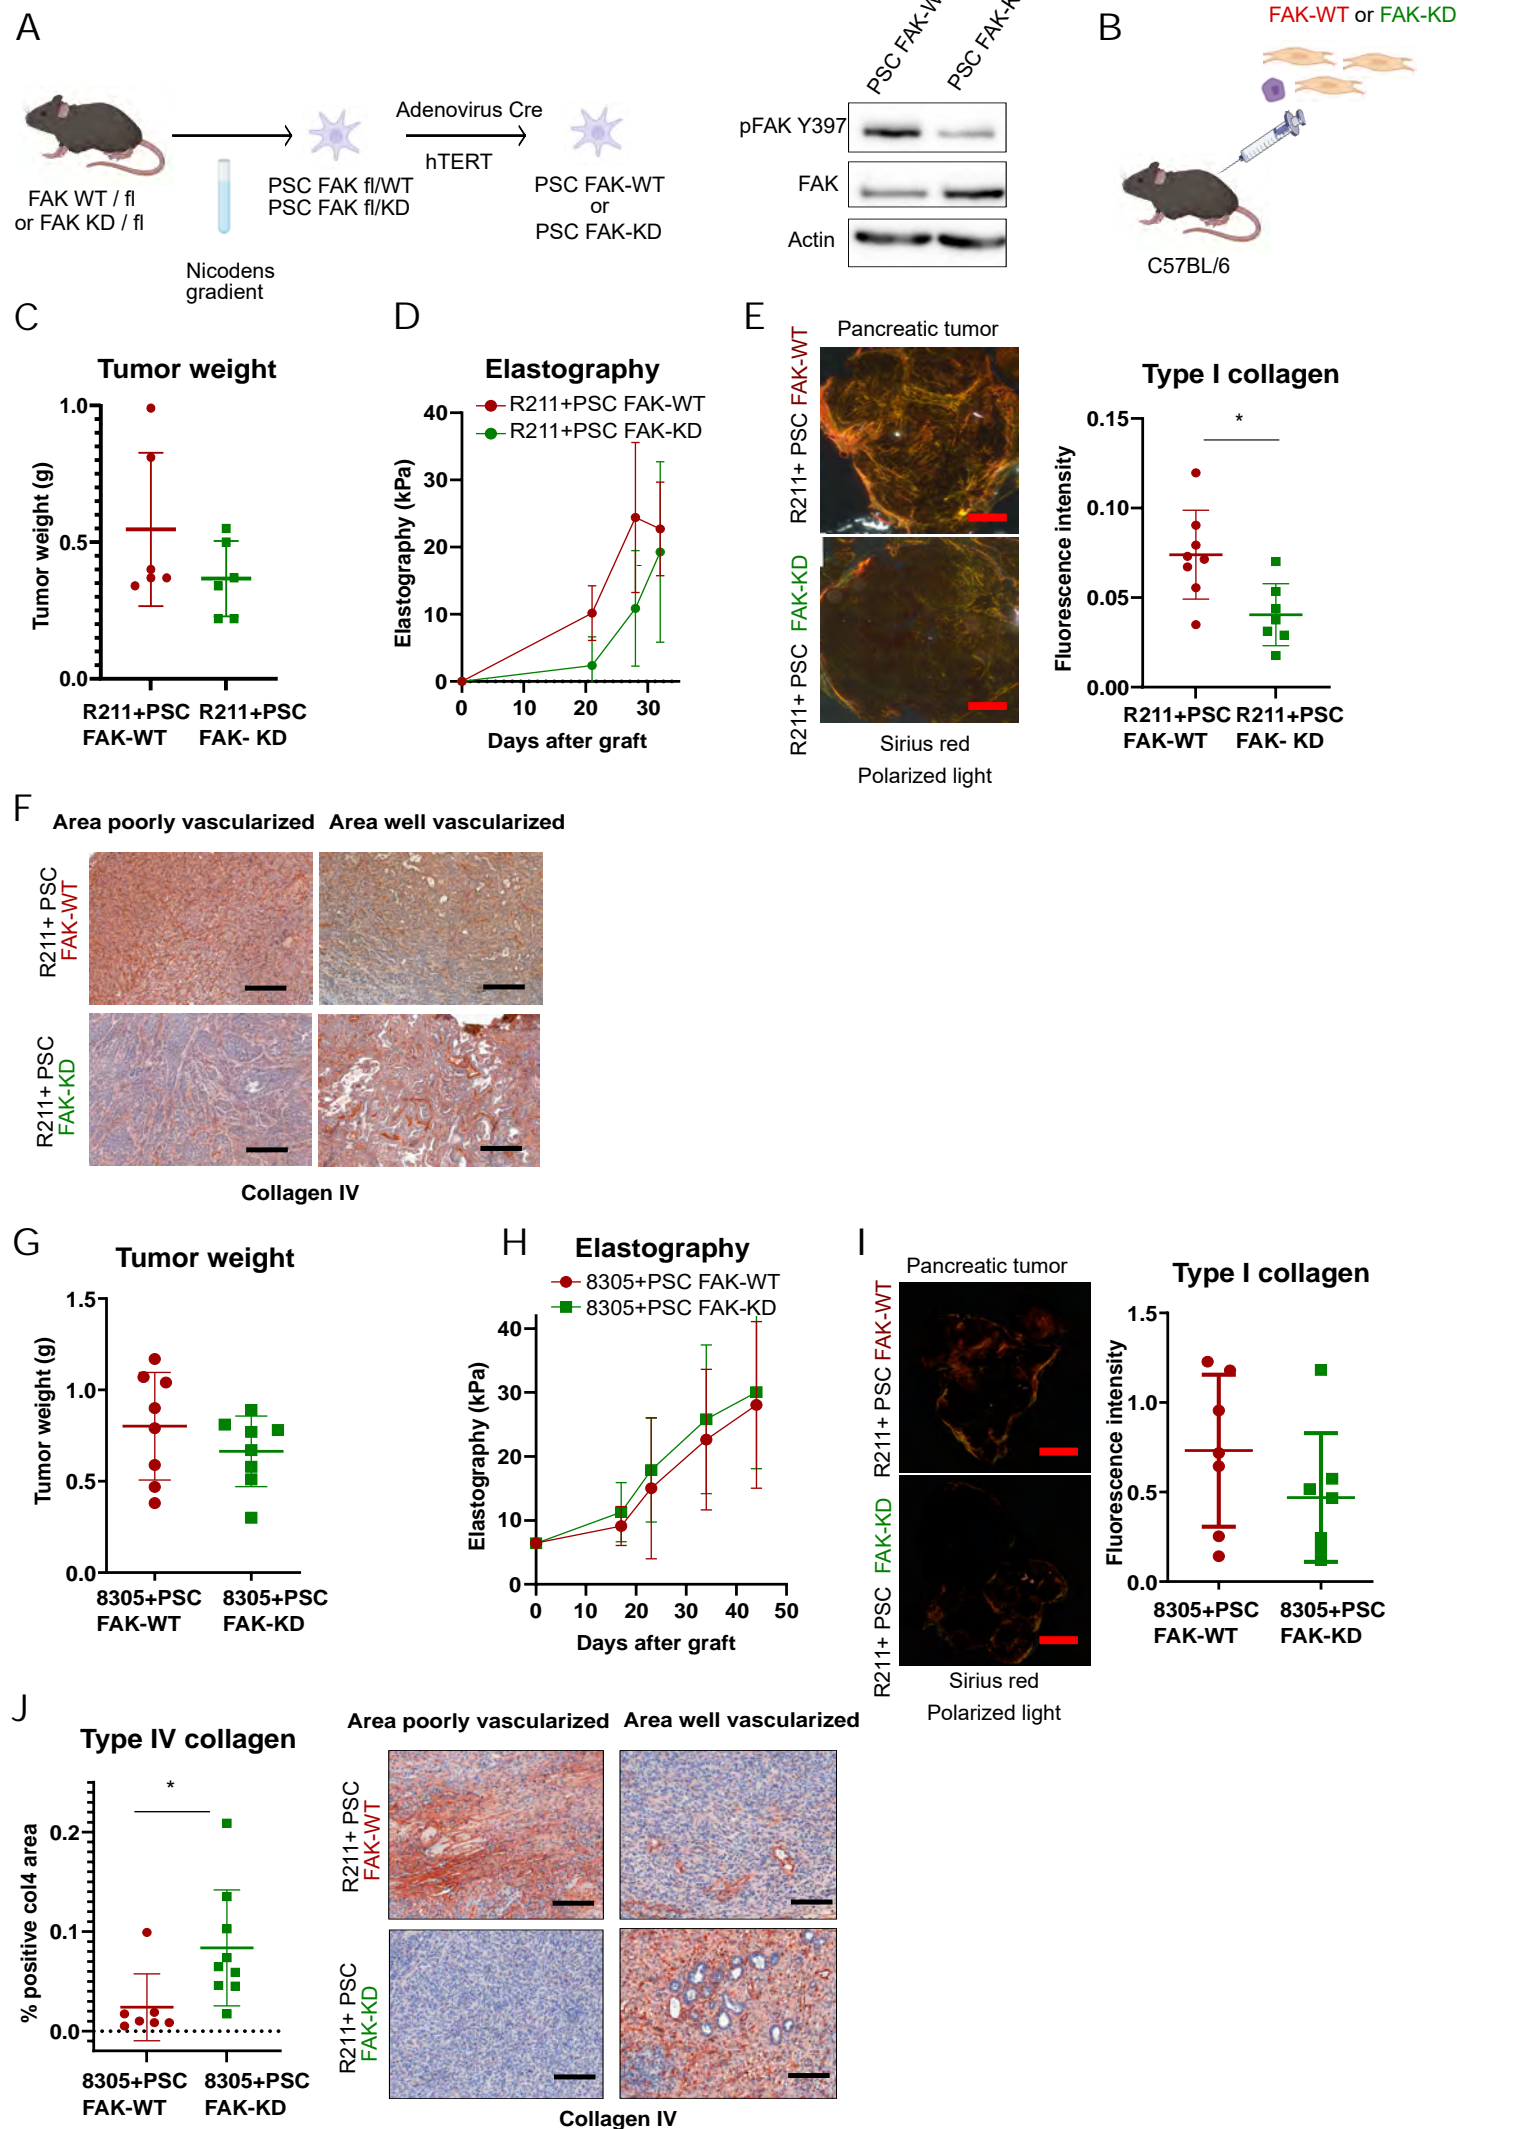 A
FAK WT / fl
or FAK KD / fl
Nicodens
gradient
PSC FAK fl/WT
PSC FAK fl/KD
Adenovirus Cre
hTERT
PSC FAK-WT
or
PSC FAK-KD
PSC
PSC
pFAK Y397
FAK
Actin
B
FAK-WT or FAK-KD
C57BL/6
C
Tumor weight
Tumor weight (g)
1.0
0.5
0.0
R211+PSC R211+PSC
FAK-WT FAK- KD
D
Elastography
R211+PSC FAK-WT
R211+PSC FAK-KD
Elastography (kPa)
40
30
20
10
0
0 10 20 30
Days after graft
E
Pancreatic tumor
R211+ PSC FAK-WT
R211+ PSC FAK-KD
Sirius red
Polarized light
Type I collagen
*
Fluorescence intensity
0.15
0.10
0.05
0.00
R211+PSC R211+PSC
FAK-WT FAK- KD
F
Area poorly vascularized Area well vascularized
R211+ PSC
FAK-WT
R211+ PSC
FAK-KD
Collagen IV
G
Tumor weight
Tumor weight (g)
1.5
1.0
0.5
0.0
8305+PSC 8305+PSC
FAK-WT FAK-KD
H
Elastography
8305+PSC FAK-WT
8305+PSC FAK-KD
Elastography (kPa)
40
30
20
10
0
0 10 20 30 40 50
Days after graft
I
Pancreatic tumor
R211+ PSC FAK-WT
R211+ PSC FAK-KD
Sirius red
Polarized light
Type I collagen
Fluorescence intensity
1.5
1.0
0.5
0.0
8305+PSC 8305+PSC
FAK-WT FAK-KD
J
Type IV collagen
*
% positive col4 area
0.2
0.1
0.0
8305+PSC 8305+PSC
FAK-WT FAK-KD
Area poorly vascularized Area well vascularized
R211+ PSC
FAK-WT
R211+ PSC
FAK-KD
Collagen IV